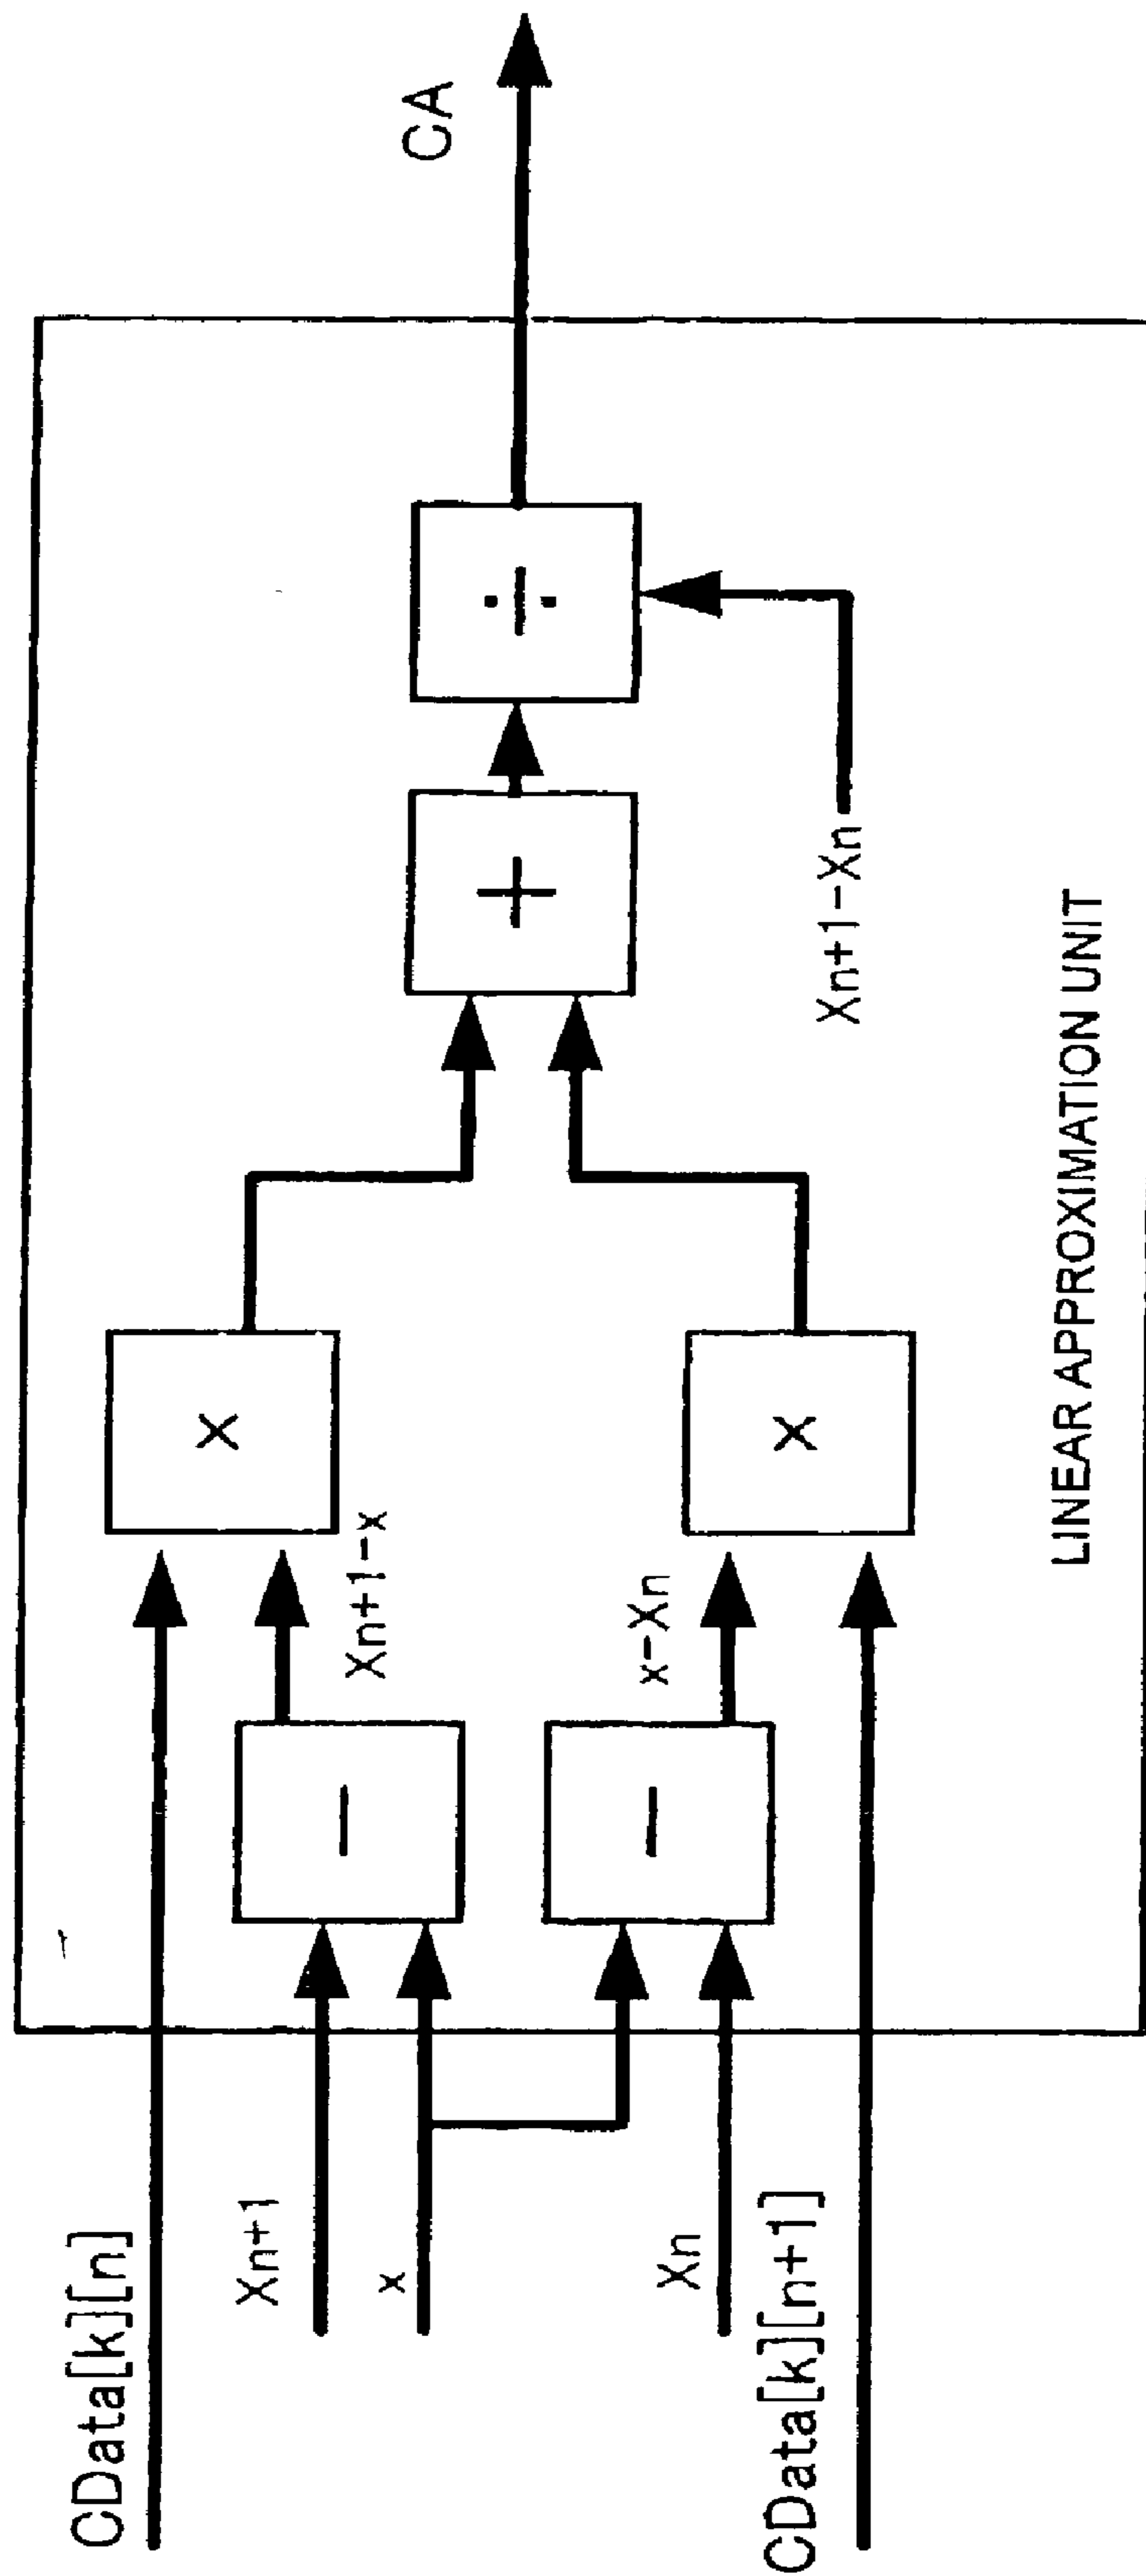 CData[k][n]
Xn+1
x
Xn
CData[k][n+1]
−
−
Xn+1−x
x−Xn
×
×
+
÷
Xn+1−Xn
CA
LINEAR APPROXIMATION UNIT